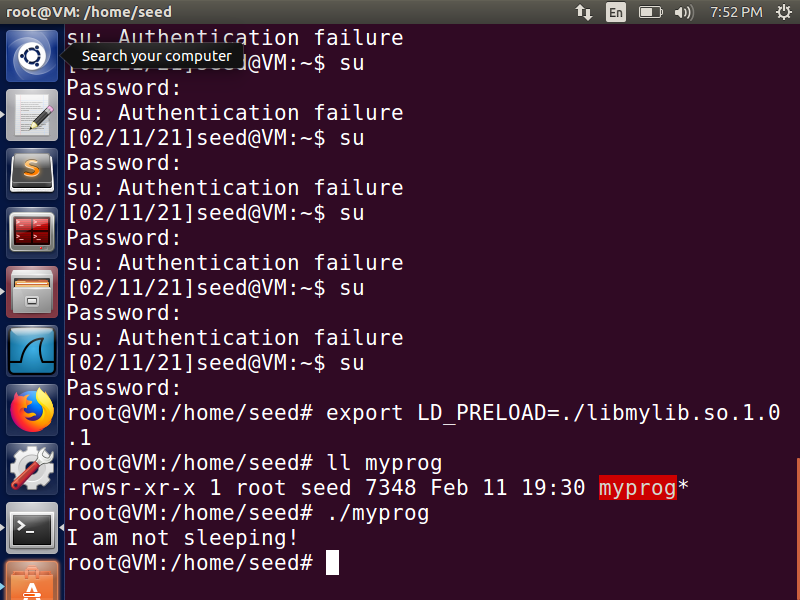 root@VM: /home/seed
En
7:52 PM
su: Authentication failure
Search your computer
[02/11/21]seed@VM:~$ su
Password:
su: Authentication failure
[02/11/21]seed@VM:~$ su
Password:
su: Authentication failure
[02/11/21]seed@VM:~$ su
Password:
su: Authentication failure
[02/11/21]seed@VM:~$ su
Password:
su: Authentication failure
[02/11/21]seed@VM:~$ su
Password:
root@VM:/home/seed# export LD_PRELOAD=./libmylib.so.1.0
.1
root@VM:/home/seed# ll myprog
-rwsr-xr-x 1 root seed 7348 Feb 11 19:30 myprog*
root@VM:/home/seed# ./myprog
I am not sleeping!
root@VM:/home/seed#